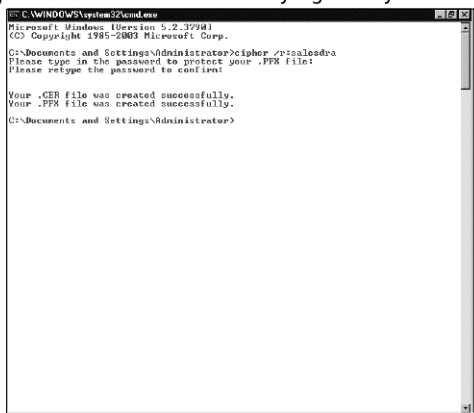 C:\WINDOWS\system32\cmd.exe
Microsoft Windows [Version 5.2.3790]
(C) Copyright 1985-2003 Microsoft Corp.
C:\Documents and Settings\Administrator>cipher /r:salesdra
Please type in the password to protect your .PFX file:
Please retype the password to confirm:
Your .CER file was created successfully.
Your .PFX file was created successfully.
C:\Documents and Settings\Administrator>